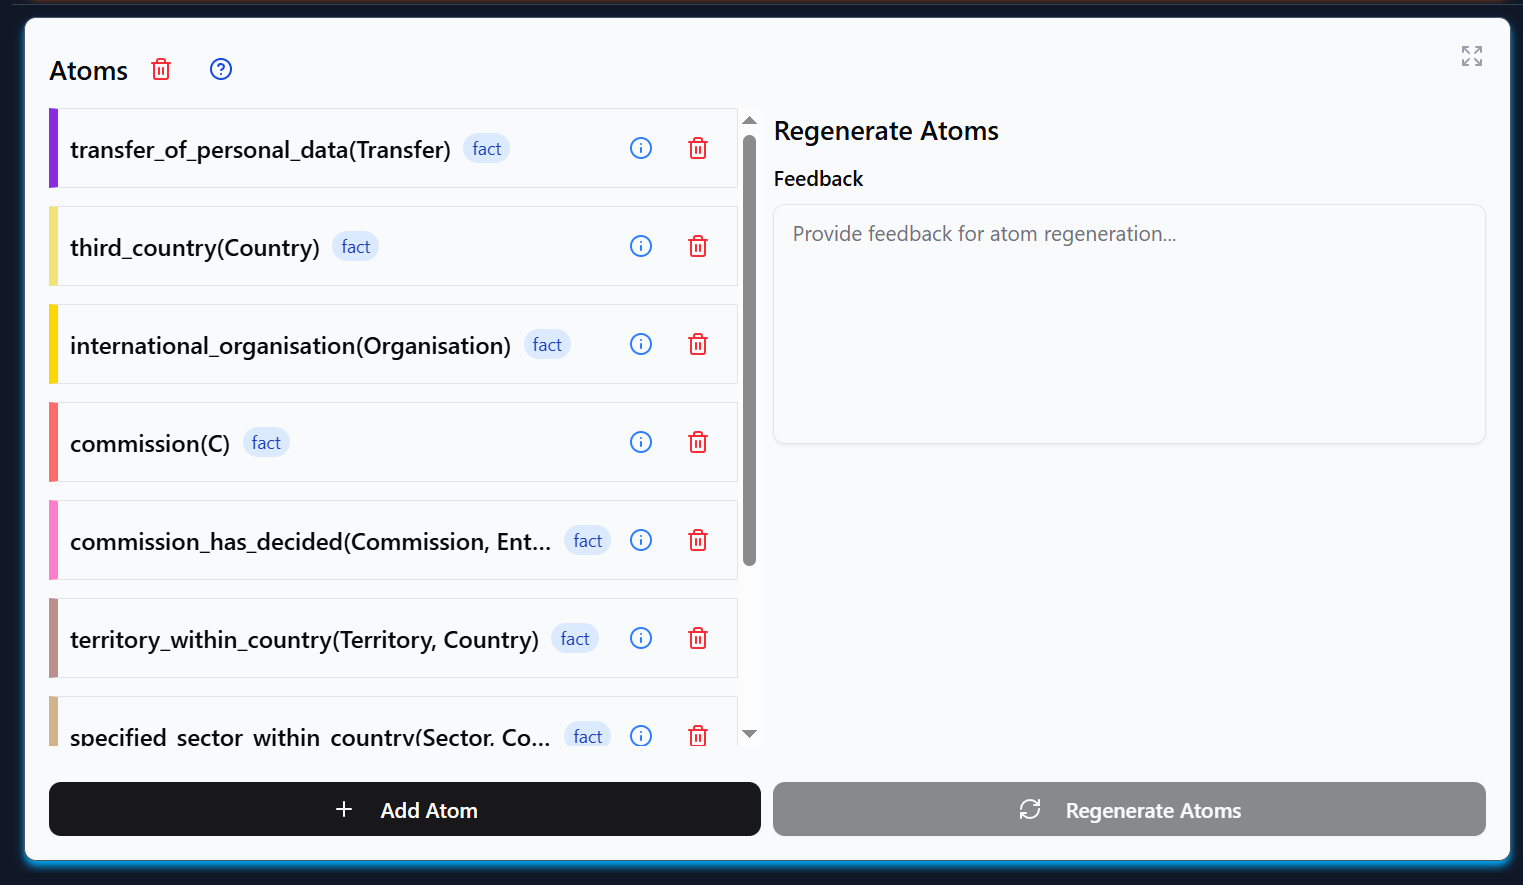 Atoms
transfer_of_personal_data(Transfer) fact
third_country(Country) fact
international_organisation(Organisation) fact
commission(C) fact
commission_has_decided(Commission, Ent... fact
territory_within_country(Territory, Country) fact
specified_sector_within_country(Sector, Co... fact
Add Atom
Regenerate Atoms
Feedback
Provide feedback for atom regeneration...
Regenerate Atoms